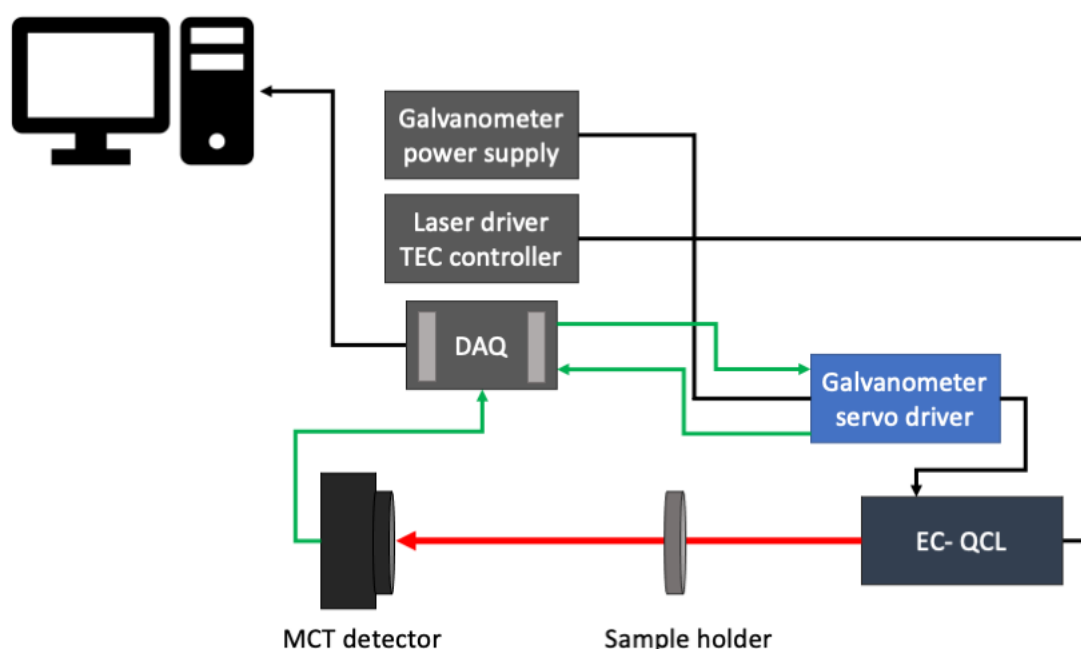 Galvanometer
power supply
Laser driver
TEC controller
DAQ
Galvanometer
servo driver
EC- QCL
MCT detector
Sample holder